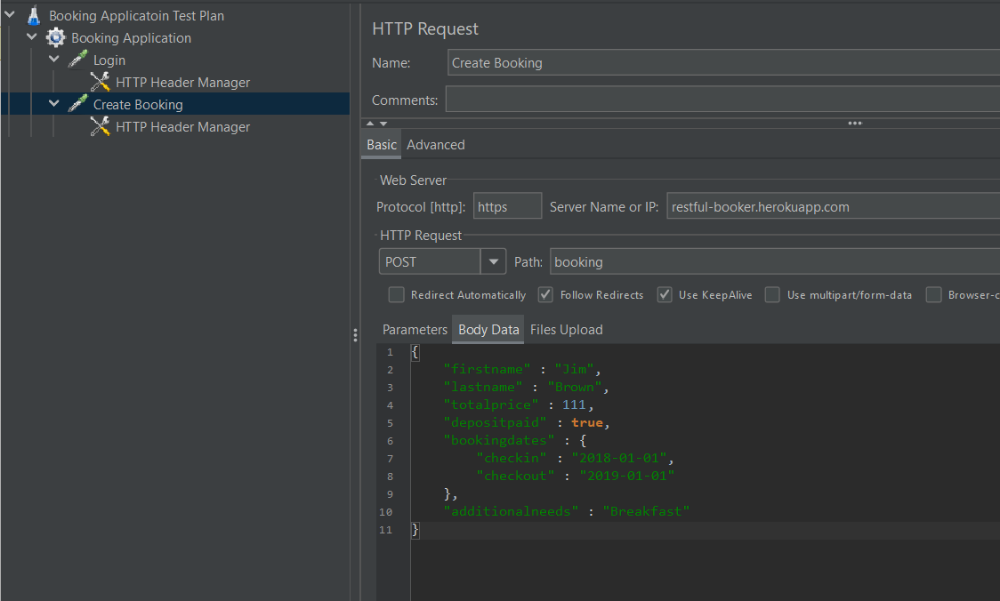 Booking Applicatoin Test Plan
Booking Application
Login
HTTP Header Manager
Create Booking
HTTP Header Manager
HTTP Request
Name: Create Booking
Comments:
Basic Advanced
Web Server
Protocol [http]: https Server Name or IP: restful-booker.herokuapp.com
HTTP Request
POST Path: booking
Redirect Automatically Follow Redirects Use KeepAlive Use multipart/form-data Browser-c
Parameters Body Data Files Upload
1 {
2 "firstname" : "Jim",
3 "lastname" : "Brown",
4 "totalprice" : 111,
5 "depositpaid" : true,
6 "bookingdates" : {
7 "checkin" : "2018-01-01",
8 "checkout" : "2019-01-01"
9 },
10 "additionalneeds" : "Breakfast"
11 }